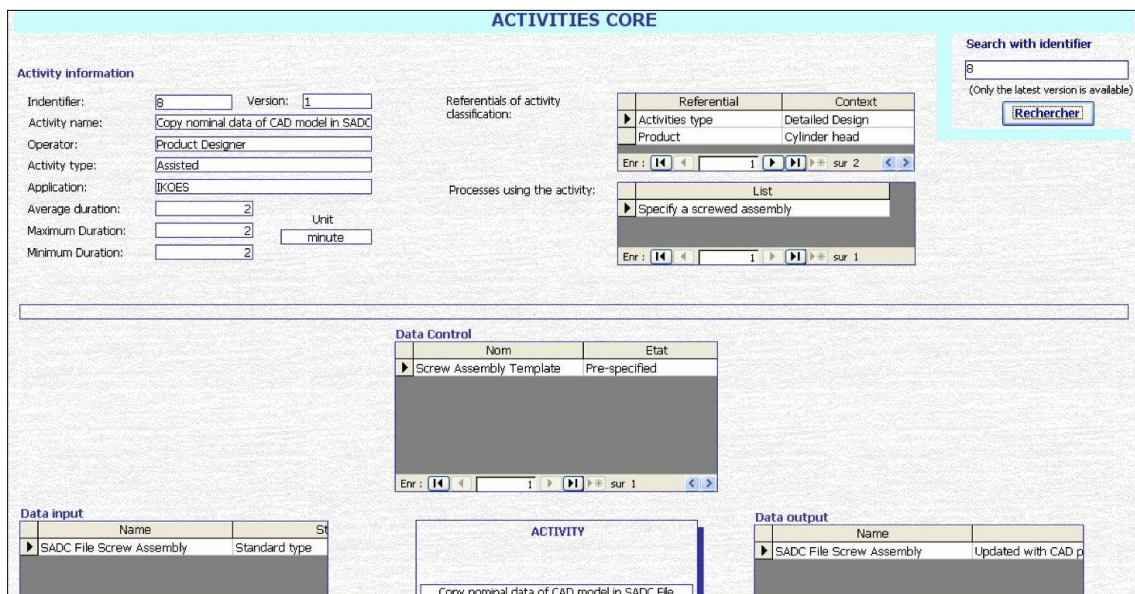 ACTIVITIES CORE
Search with identifier
8
(Only the latest version is available)
Rechercher
Activity information
Indentifier: 8 Version: 1
Activity name: Copy nominal data of CAD model in SADC
Operator: Product Designer
Activity type: Assisted
Application: IKOES
Average duration: 2
Maximum Duration: 2
Minimum Duration: 2
Unit
minute
Referentials of activity
classification:
Referential Context
Activities type Detailed Design
Product Cylinder head
Enr : 1 sur 2
Processes using the activity:
List
Specify a screwed assembly
Enr : 1 sur 1
Data Control
Nom Etat
Screw Assembly Template Pre-specified
Enr : 1 sur 1
Data input
Name St
SADC File Screw Assembly Standard type
ACTIVITY
Copy nominal data of CAD model in SADC File
Data output
Name
SADC File Screw Assembly Updated with CAD p